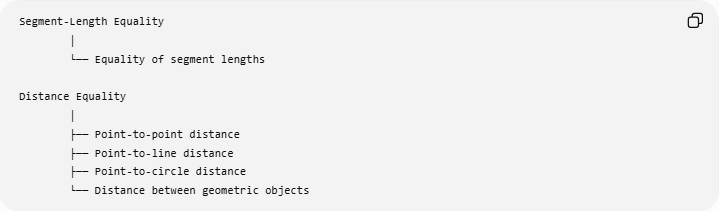 Segment-Length Equality
│
└── Equality of segment lengths
Distance Equality
│
├── Point-to-point distance
├── Point-to-line distance
├── Point-to-circle distance
└── Distance between geometric objects